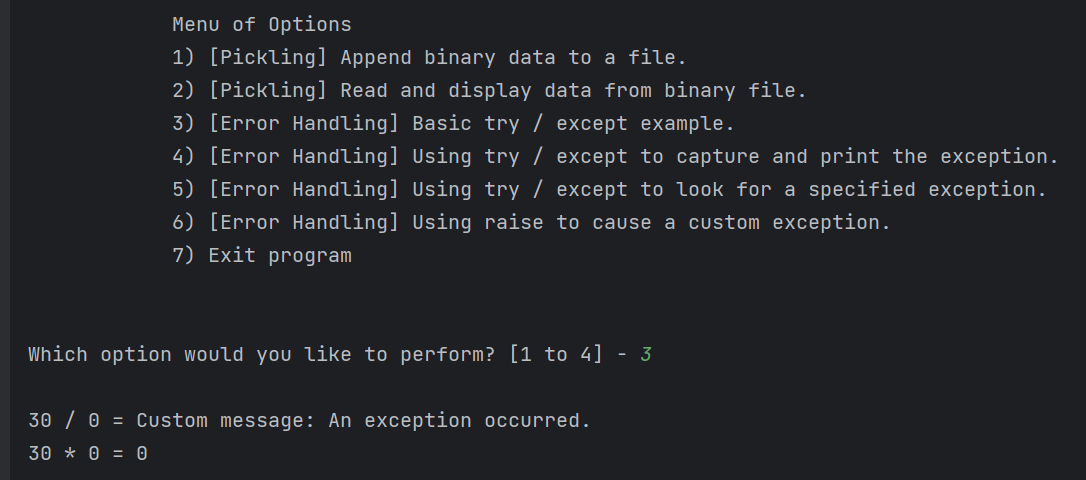 Menu of Options
1) [Pickling] Append binary data to a file.
2) [Pickling] Read and display data from binary file.
3) [Error Handling] Basic try / except example.
4) [Error Handling] Using try / except to capture and print the exception.
5) [Error Handling] Using try / except to look for a specified exception.
6) [Error Handling] Using raise to cause a custom exception.
7) Exit program
Which option would you like to perform? [1 to 4] - 3
30 / 0 = Custom message: An exception occurred.
30 * 0 = 0